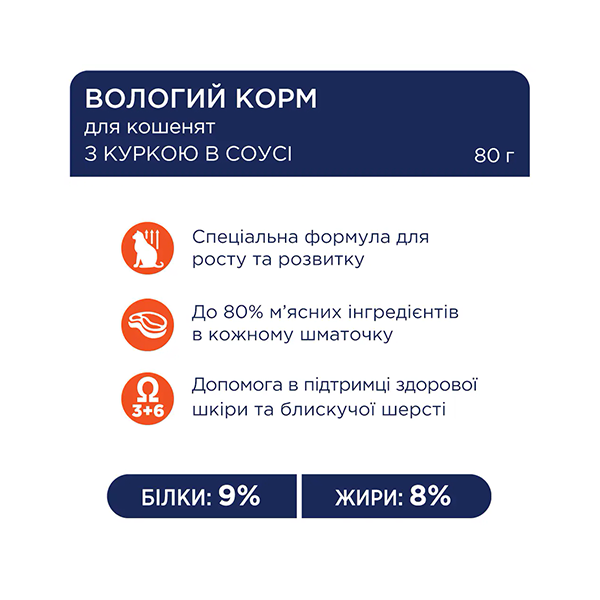 ВОЛОГИЙ КОРМ
для кошенят
З КУРКОЮ В СОУСІ
80 г
Спеціальна формула для
росту та розвитку
До 80% м’ясних інгредієнтів
в кожному шматочку
Ω
3+6
Допомога в підтримці здорової
шкіри та блискучої шерсті
БІЛКИ: 9%
ЖИРИ: 8%